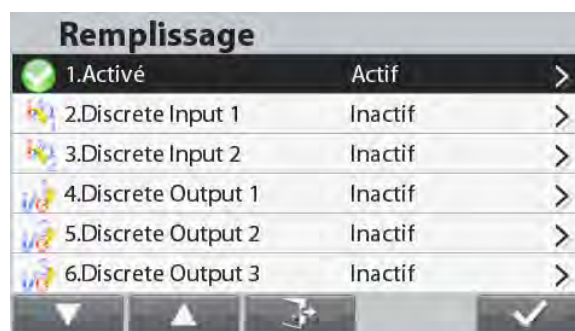 Remplissage
1.Activé Actif >
2.Discrete Input 1 Inactif >
3.Discrete Input 2 Inactif >
4.Discrete Output 1 Inactif >
5.Discrete Output 2 Inactif >
6.Discrete Output 3 Inactif >